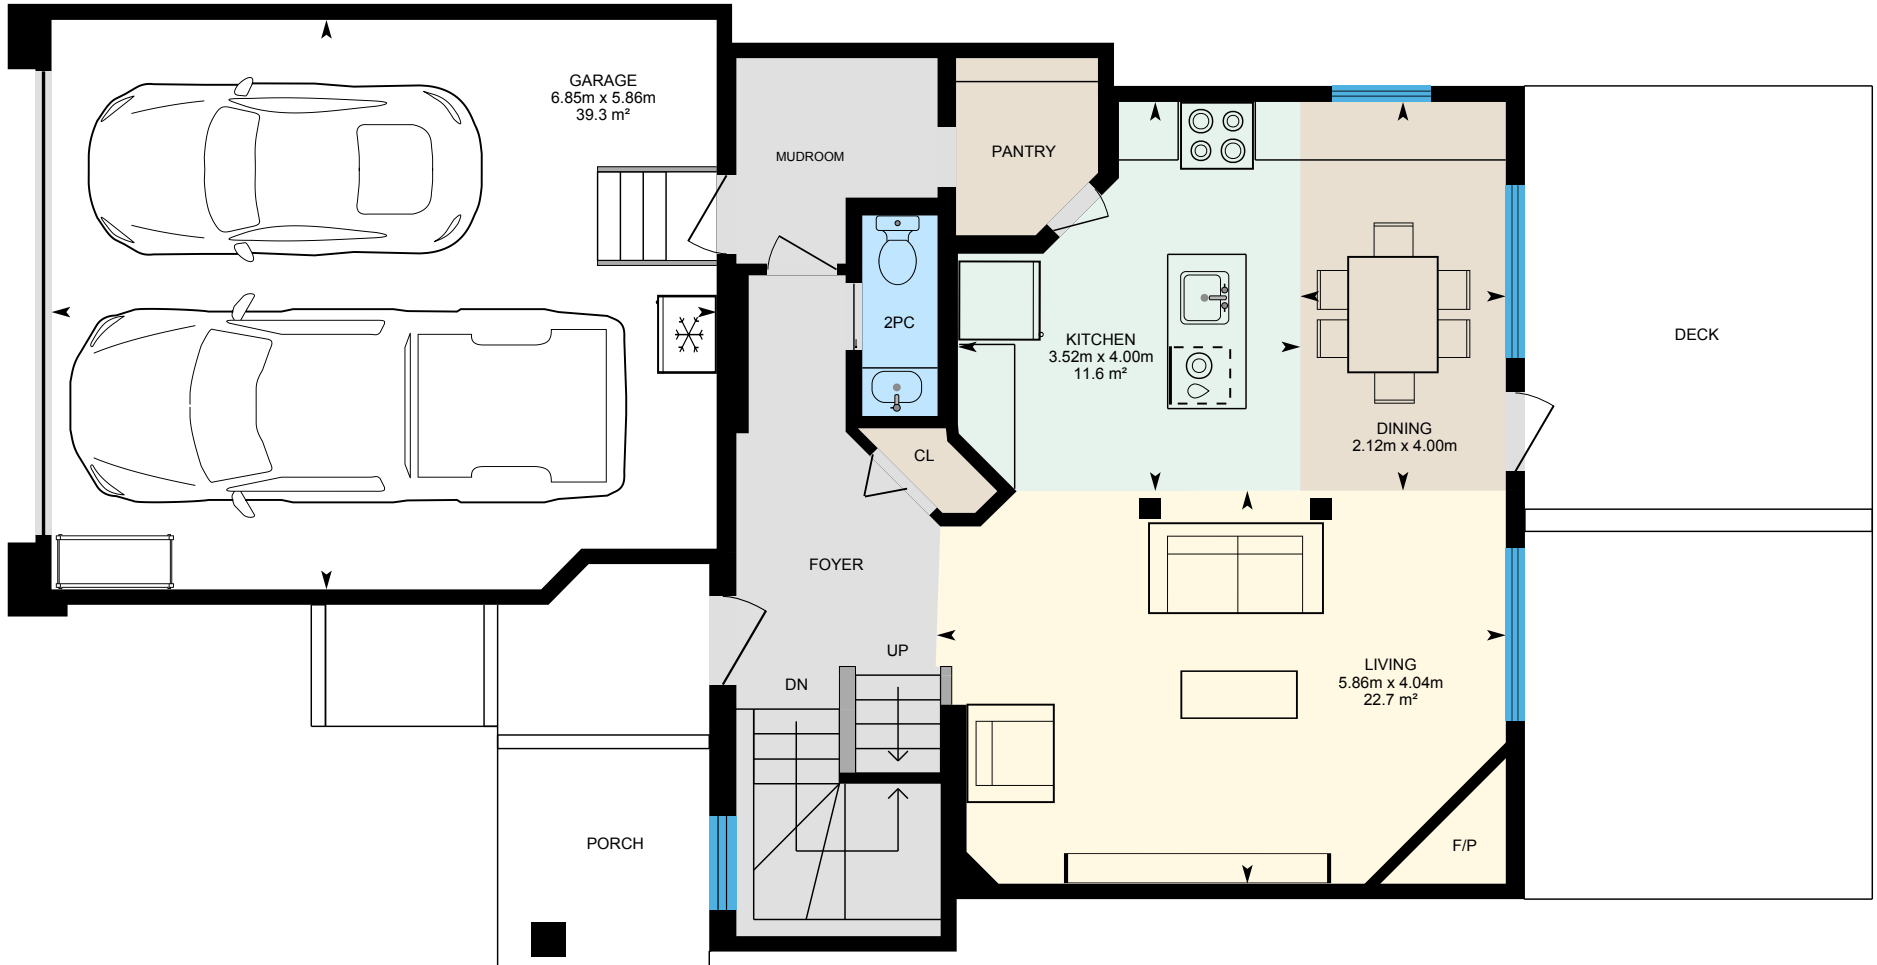 GARAGE
6.85m x 5.86m
39.3 m²
MUDROOM
PANTRY
2PC
KITCHEN
3.52m x 4.00m
11.6 m²
DINING
2.12m x 4.00m
DECK
CL
FOYER
UP
DN
LIVING
5.86m x 4.04m
22.7 m²
PORCH
F/P